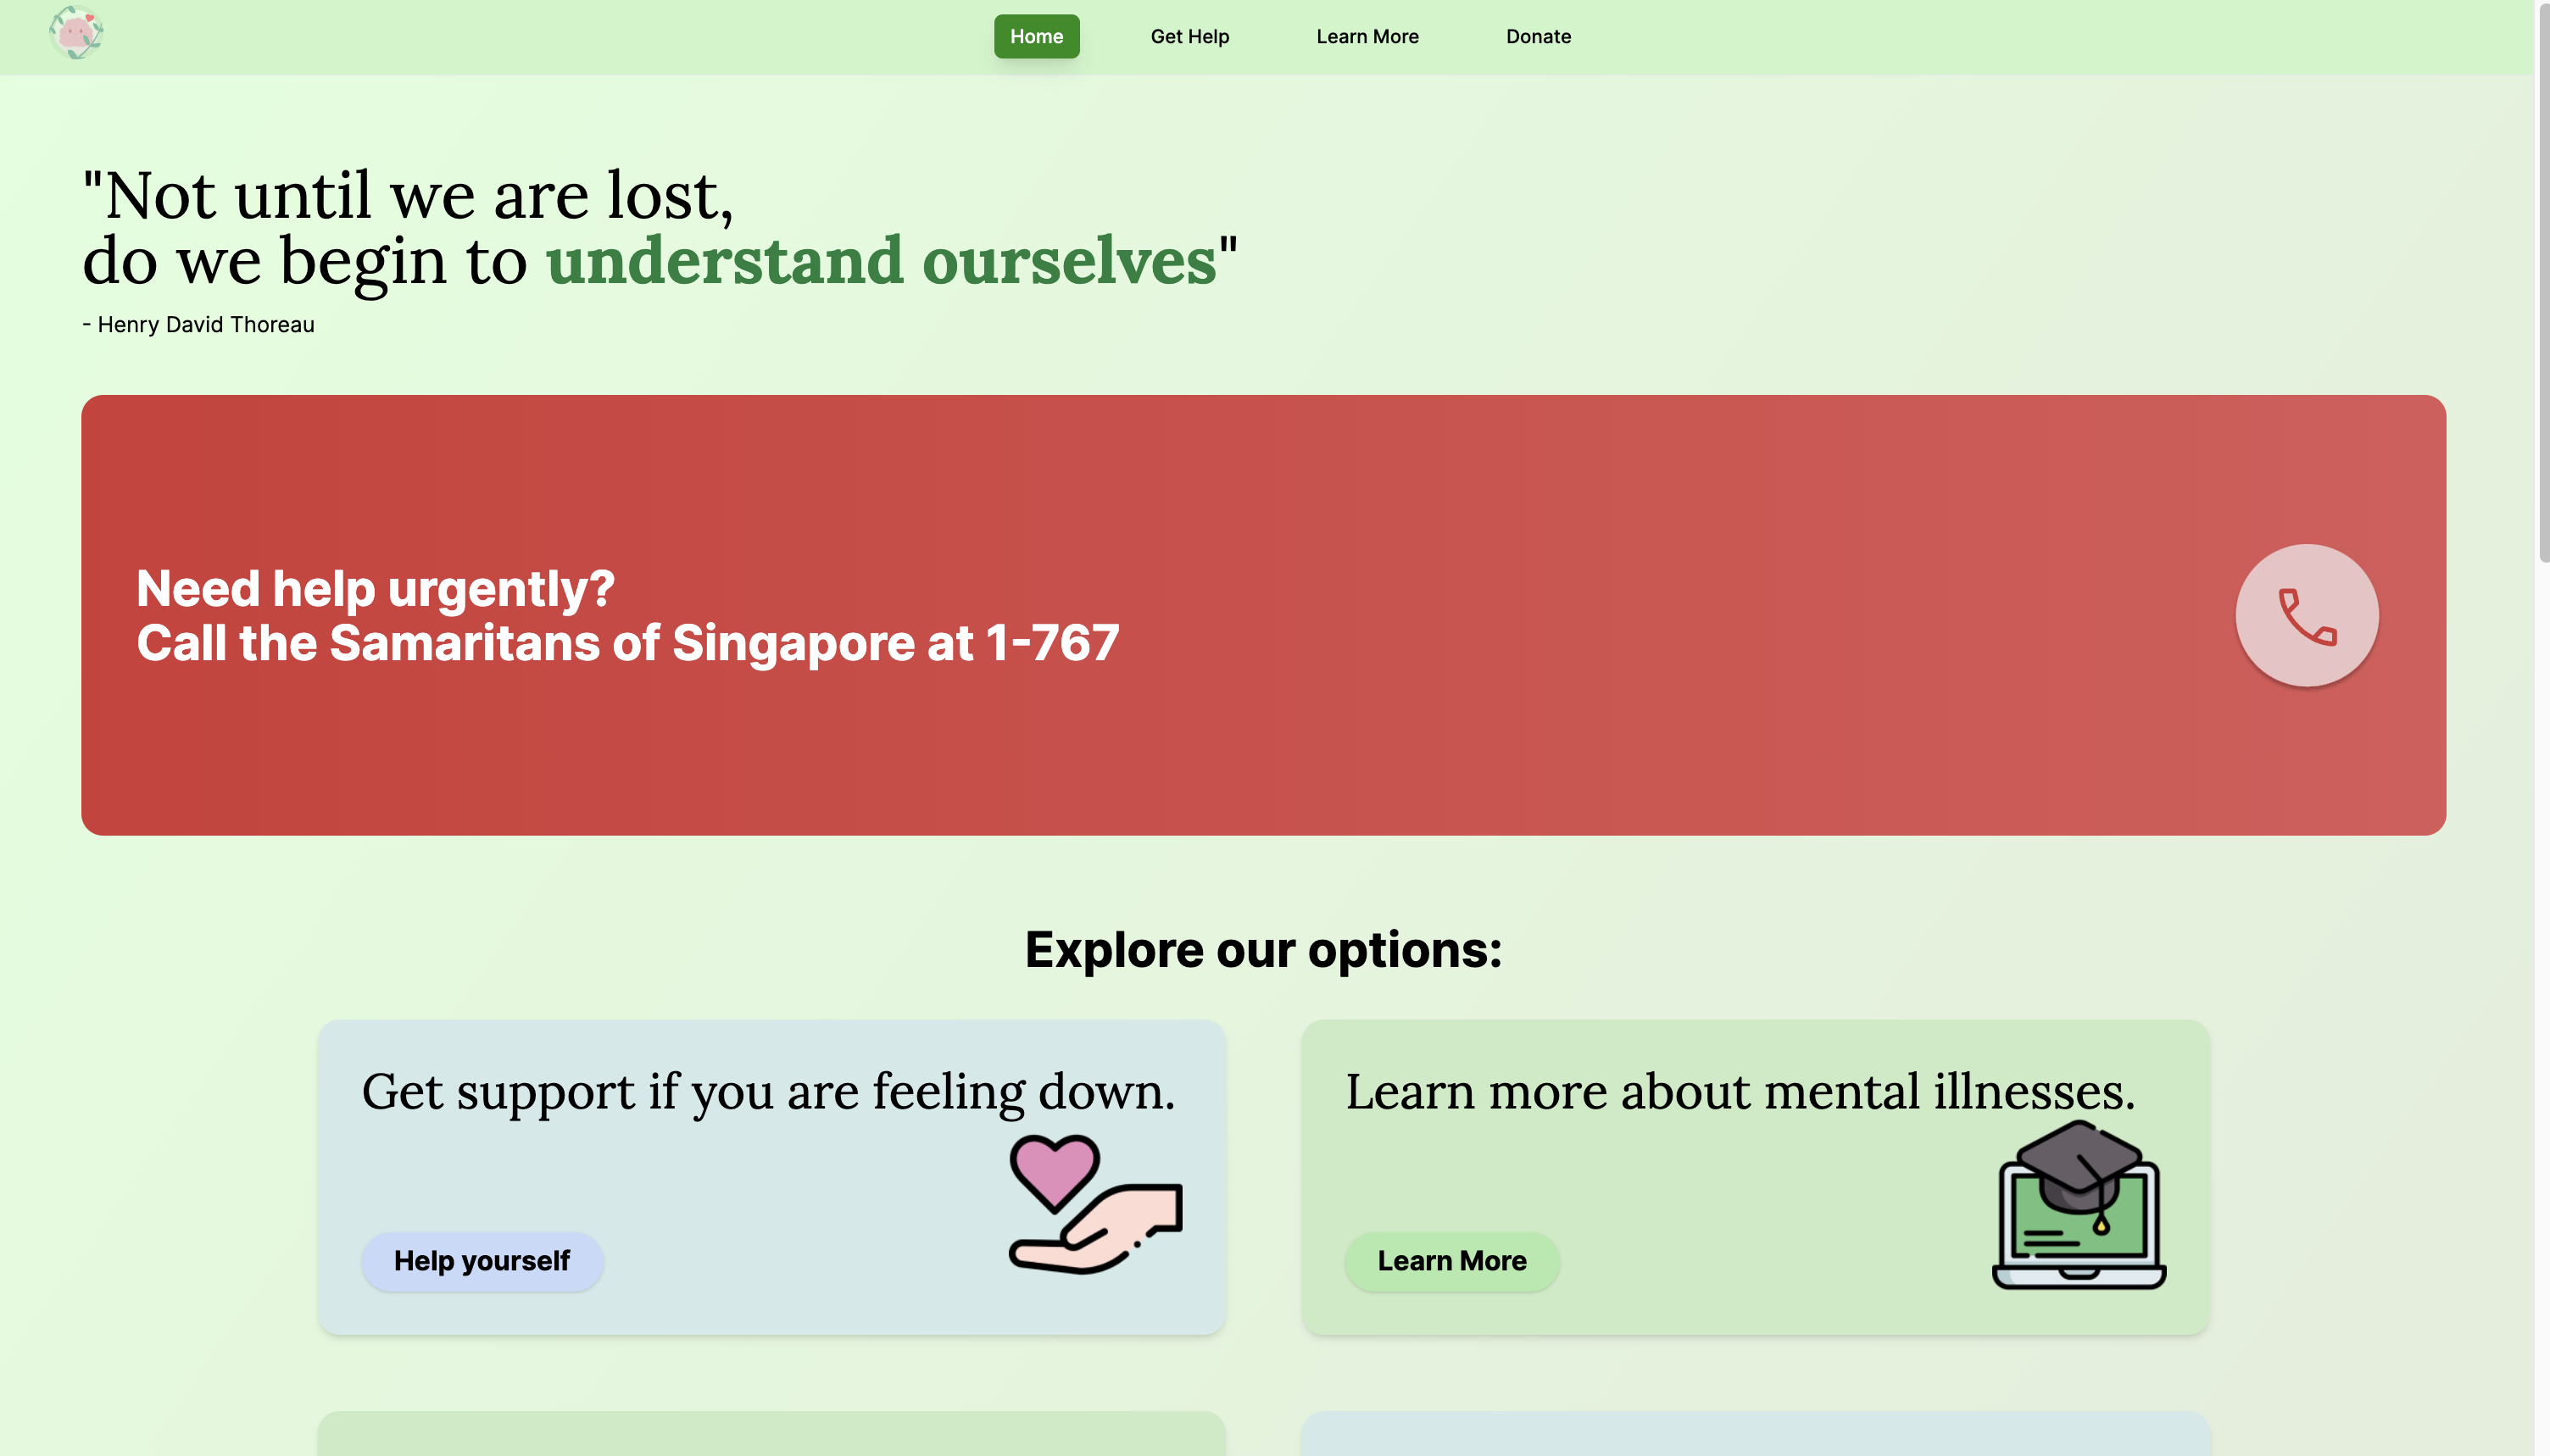 Home
Get Help
Learn More
Donate
"Not until we are lost,
do we begin to understand ourselves"
- Henry David Thoreau
Need help urgently?
Call the Samaritans of Singapore at 1-767
Explore our options:
Get support if you are feeling down.
Help yourself
Learn more about mental illnesses.
Learn More